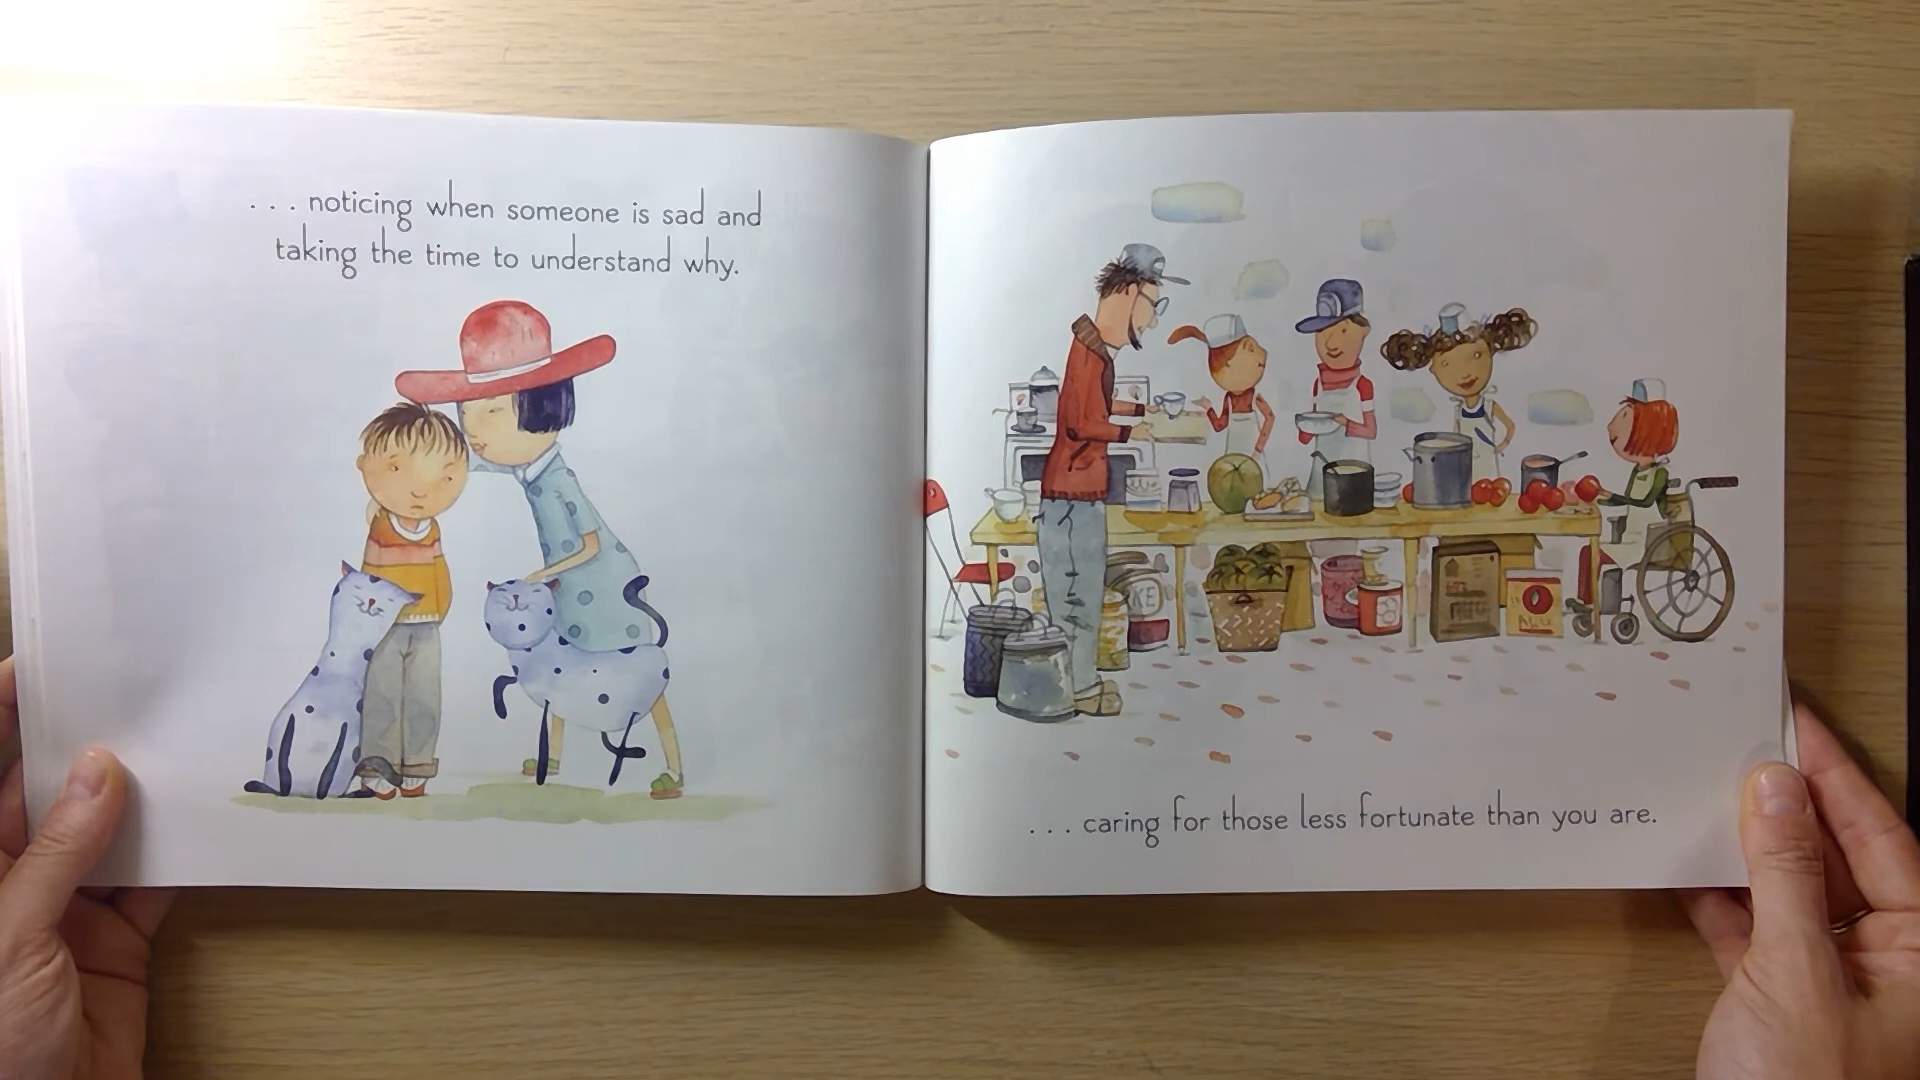 . . . noticing when someone is sad and
taking the time to understand why.
. . . caring for those less fortunate than you are.